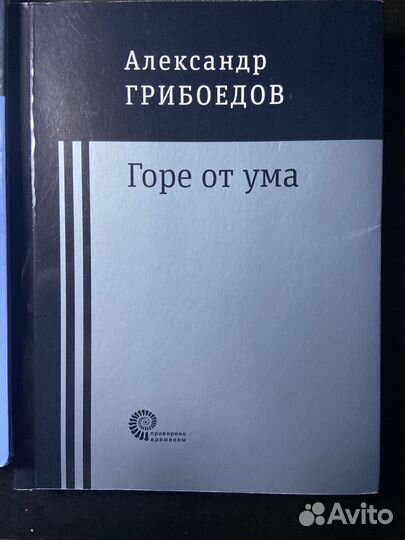 Александр
ГРИБОЕДОВ
Горе от ума
проверено
временем
Avito